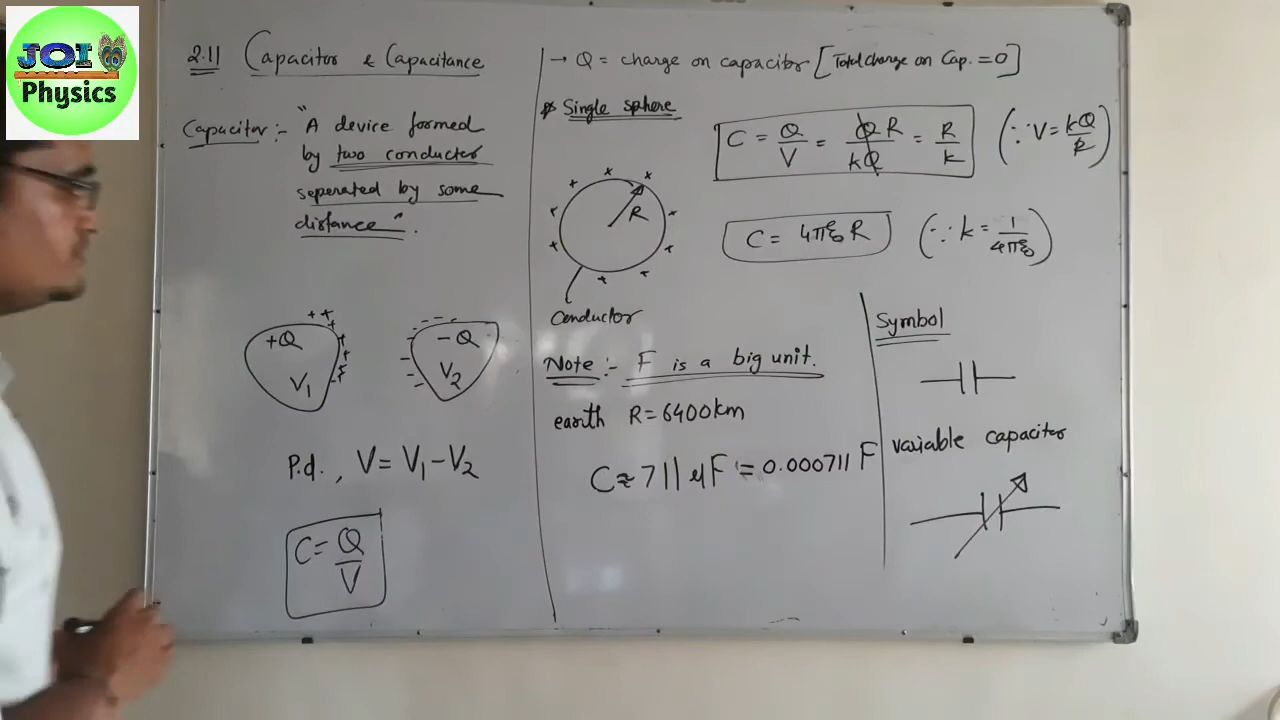 JOI
Physics
2.11 Capacitor & Capacitance
Capacitor :- "A device formed
by two conductor
seperated by some
distance".
+Q
V₁
- Q
V₂
P.d. , V = V₁ - V₂
C = Q/V
→ Q = charge on capacitor [Total charge on Cap. = 0]
* Single sphere
R
conductor
C = Q/V = QR/kQ = R/k (∵ V = kQ/R)
C = 4πε₀ R (∵ k = 1/4πε₀)
Note :- F is a big unit.
earth R = 6400km
C ≈ 711 μF = 0.000711 F
Symbol
variable capacitor